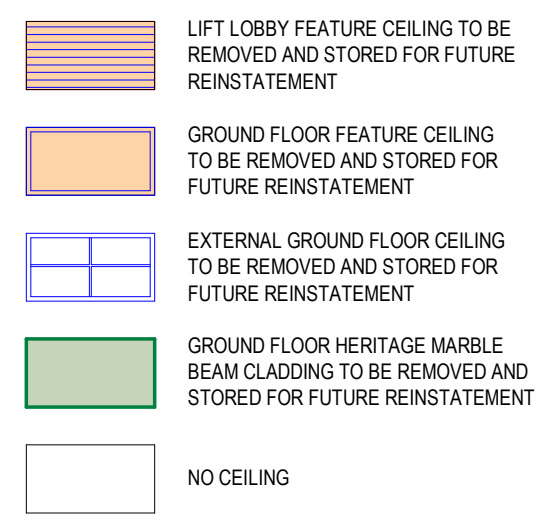 LIFT LOBBY FEATURE CEILING TO BE
REMOVED AND STORED FOR FUTURE
REINSTATEMENT
GROUND FLOOR FEATURE CEILING
TO BE REMOVED AND STORED FOR
FUTURE REINSTATEMENT
EXTERNAL GROUND FLOOR CEILING
TO BE REMOVED AND STORED FOR
FUTURE REINSTATEMENT
GROUND FLOOR HERITAGE MARBLE
BEAM CLADDING TO BE REMOVED AND
STORED FOR FUTURE REINSTATEMENT
NO CEILING